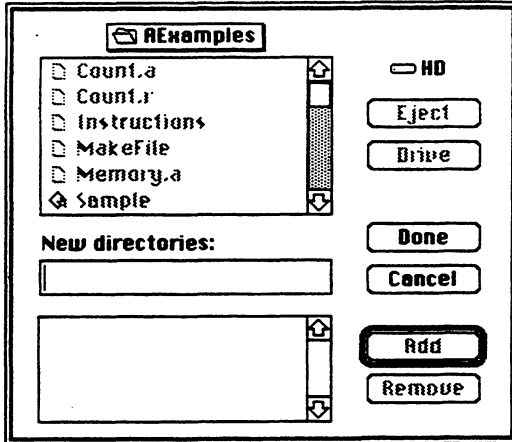 AExamples
Count.a
Count.r
Instructions
MakeFile
Memory.a
Sample
HD
Eject
Drive
New directories:
Done
Cancel
Add
Remove